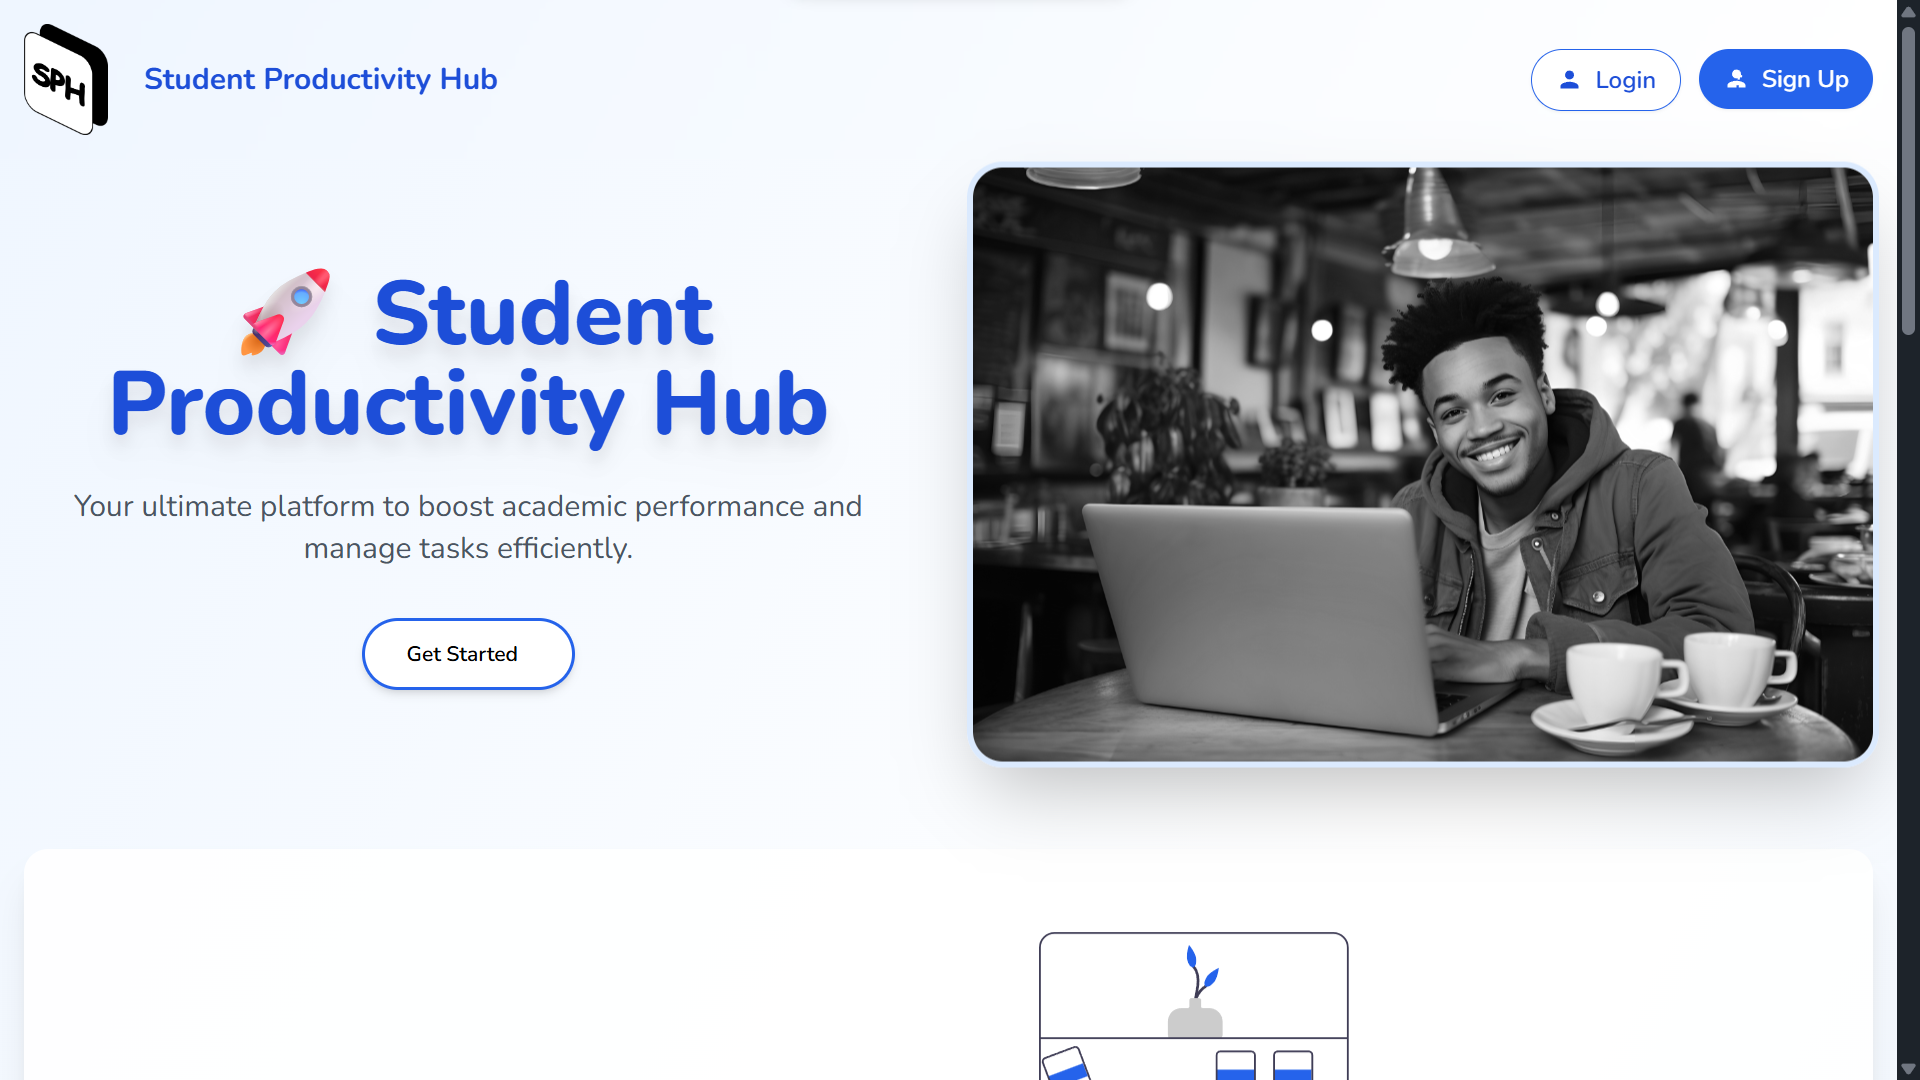 SPH
Student Productivity Hub
Login
Sign Up
🚀 Student
Productivity Hub
Your ultimate platform to boost academic performance and
manage tasks efficiently.
Get Started